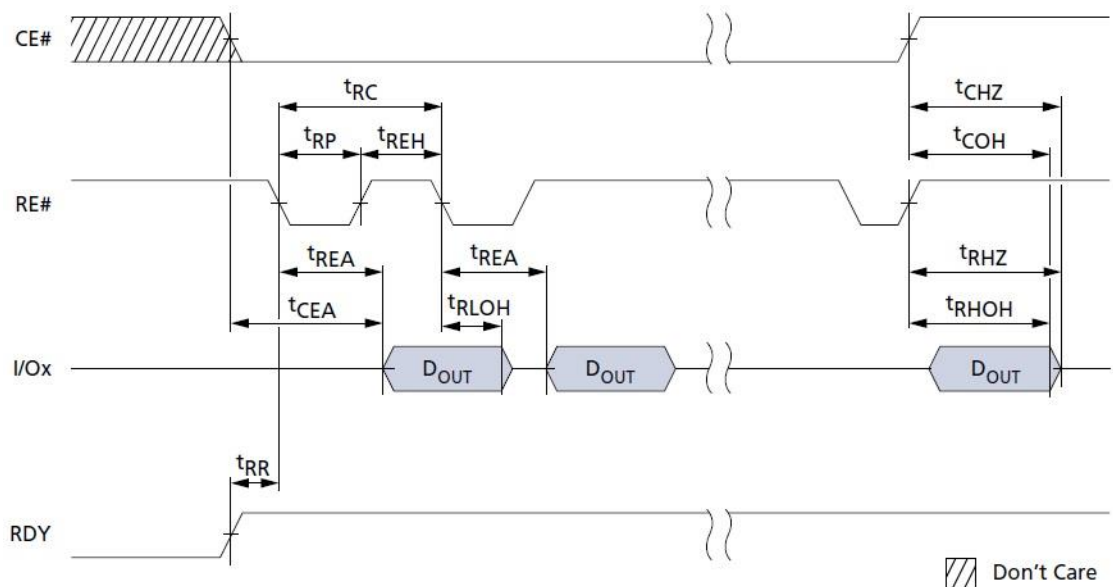 CE#
tRC
tCHZ
tRP
tREH
tCOH
RE#
tREA
tREA
tRHZ
tCEA
tRLOH
tRHOH
I/Ox
DOUT
DOUT
DOUT
tRR
RDY
Don't Care